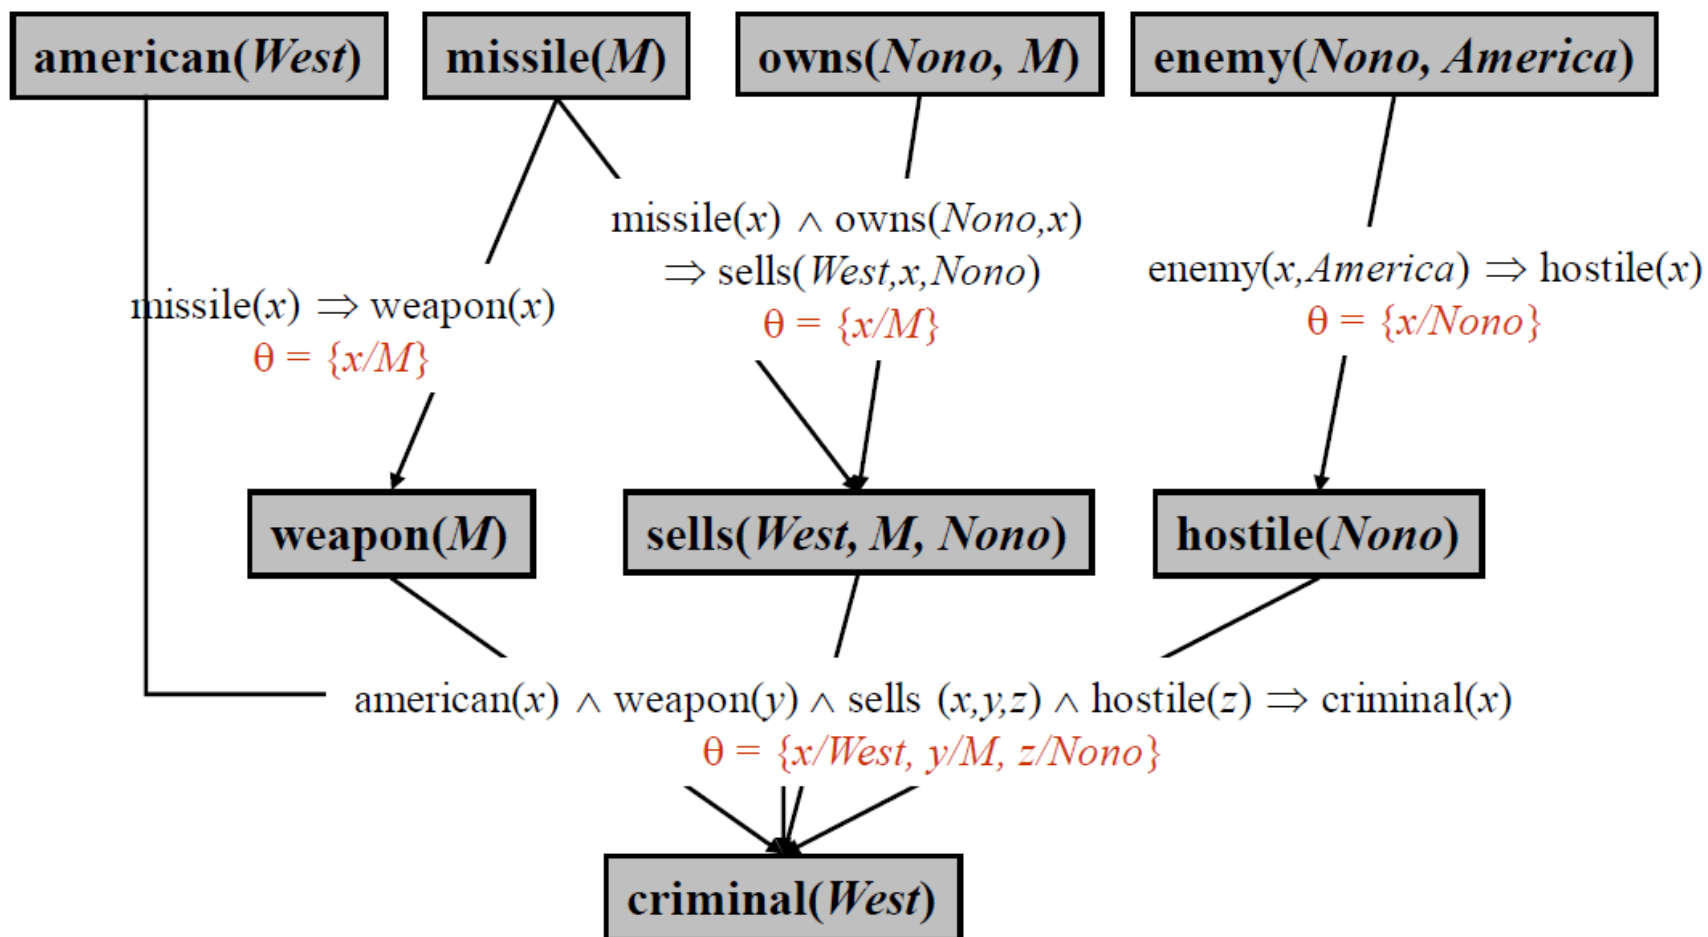 american(West)
missile(M)
owns(Nono, M)
enemy(Nono, America)
missile(x) ∧ owns(Nono,x)
⇒ sells(West,x,Nono)
θ = {x/M}
enemy(x,America) ⇒ hostile(x)
θ = {x/Nono}
missile(x) ⇒ weapon(x)
θ = {x/M}
weapon(M)
sells(West, M, Nono)
hostile(Nono)
american(x) ∧ weapon(y) ∧ sells (x,y,z) ∧ hostile(z) ⇒ criminal(x)
θ = {x/West, y/M, z/Nono}
criminal(West)